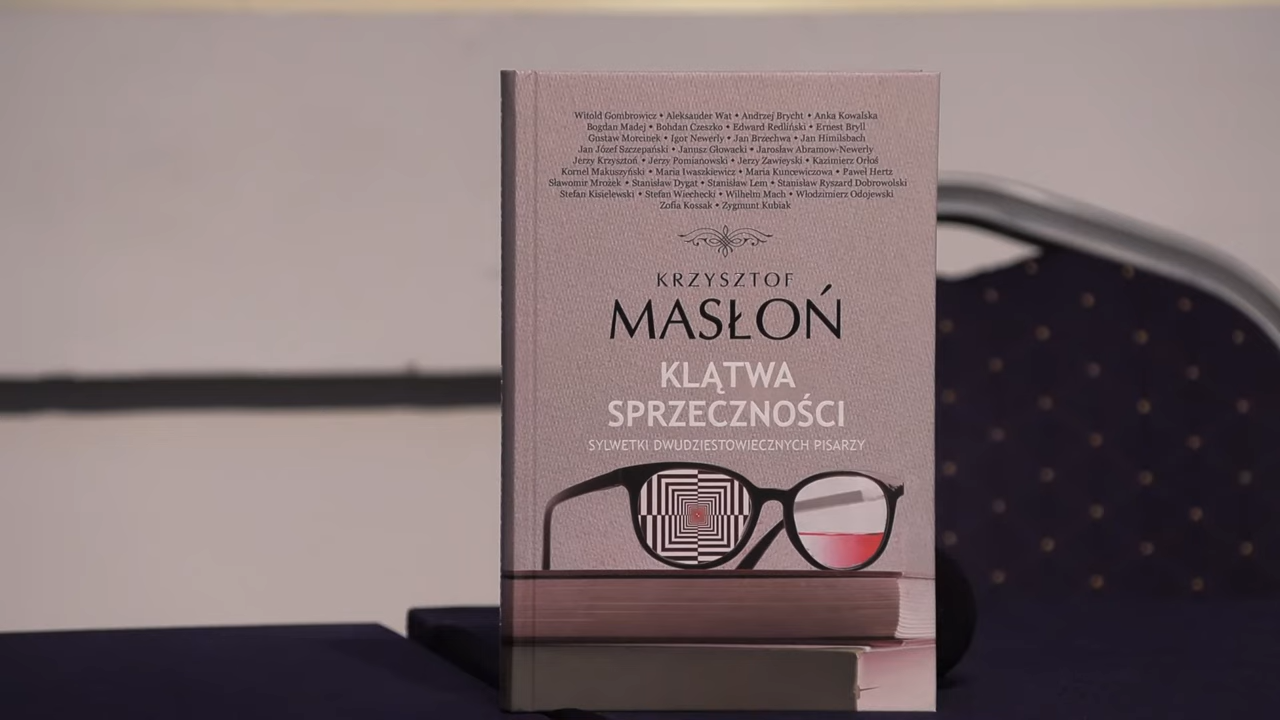 Witold Gombrowicz • Aleksander Wat • Andrzej Brycht • Anka Kowalska
Bogdan Madej • Bohdan Czeszko • Edward Redliński • Ernest Bryll
Gustaw Morcinek • Igor Newerly • Jan Brzechwa • Jan Himilsbach
Jan Józef Szczepański • Janusz Głowacki • Jarosław Abramow-Newerly
Jerzy Krzysztoń • Jerzy Pomianowski • Jerzy Zawieyski • Kazimierz Orłoś
Kornel Makuszyński • Maria Iwaszkiewicz • Maria Kuncewiczowa • Paweł Hertz
Sławomir Mrożek • Stanisław Dygat • Stanisław Lem • Stanisław Ryszard Dobrowolski
Stefan Kisielewski • Stefan Wiechecki • Wilhelm Mach • Włodzimierz Odojewski
Zofia Kossak • Zygmunt Kubiak
KRZYSZTOF
MASŁOŃ
KLĄTWA
SPRZECZNOŚCI
SYLWETKI DWUDZIESTOWIECZNYCH PISARZY